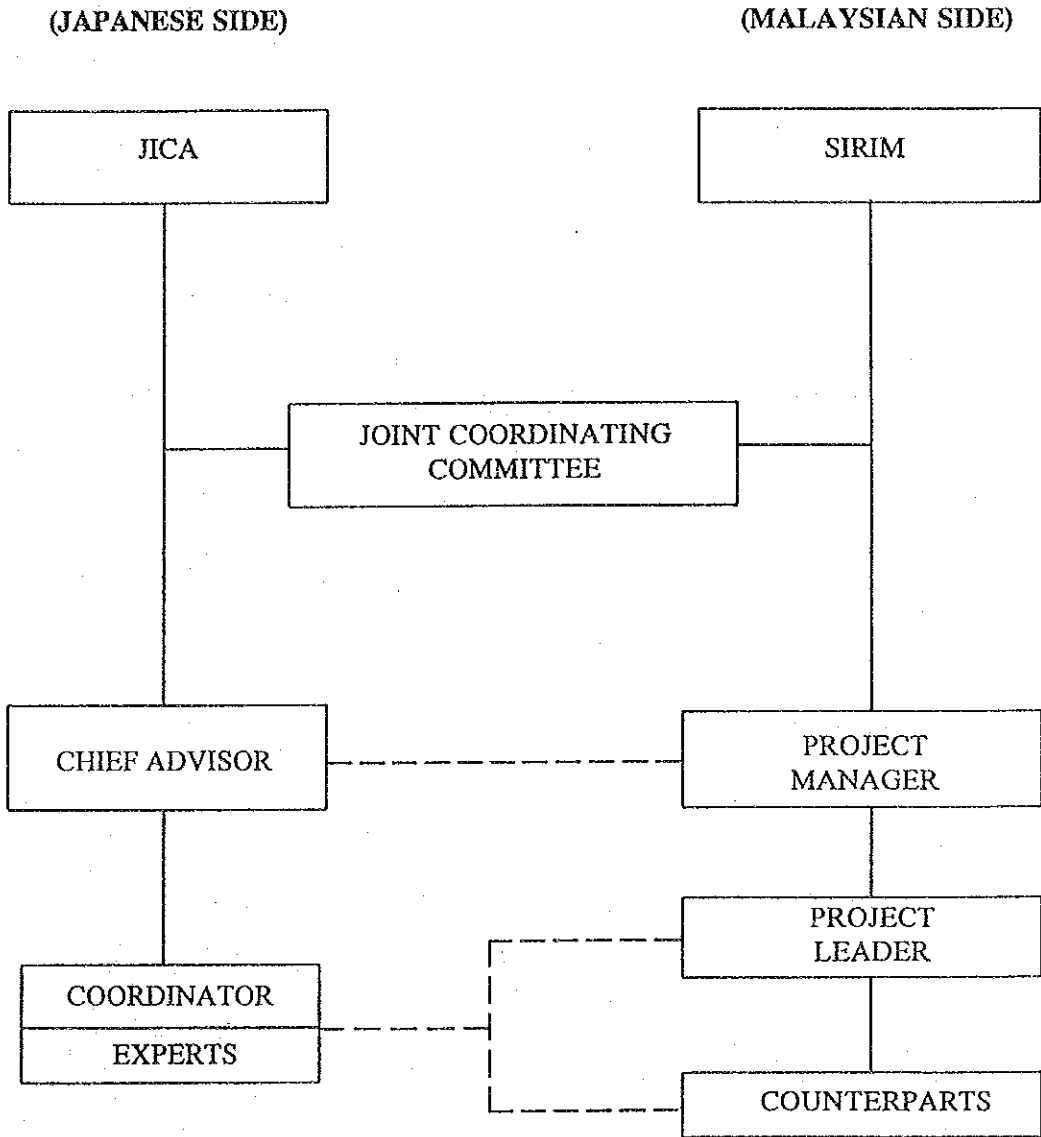 (JAPANESE SIDE)
(MALAYSIAN SIDE)
JICA
SIRIM
JOINT COORDINATING
COMMITTEE
CHIEF ADVISOR
PROJECT
MANAGER
PROJECT
LEADER
COORDINATOR
EXPERTS
COUNTERPARTS